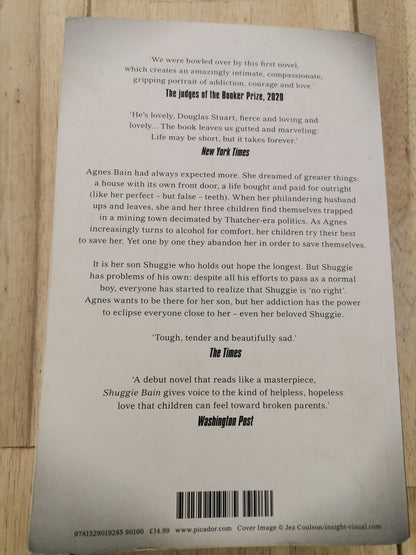 'We were bowled over by this first novel,
which creates an amazingly intimate, compassionate,
gripping portrait of addiction, courage and love.'
The judges of the Booker Prize, 2020
'He's lovely, Douglas Stuart, fierce and loving and
lovely... The book leaves us gutted and marveling:
Life may be short, but it takes forever.'
New York Times
Agnes Bain had always expected more. She dreamed of greater things:
a house with its own front door, a life bought and paid for outright
(like her perfect – but false – teeth). When her philandering husband
ups and leaves, she and her three children find themselves trapped
in a mining town decimated by Thatcher-era politics. As Agnes
increasingly turns to alcohol for comfort, her children try their best
to save her. Yet one by one they abandon her in order to save themselves.
It is her son Shuggie who holds out hope the longest. But Shuggie
has problems of his own: despite all his efforts to pass as a normal
boy, everyone has started to realize that Shuggie is 'no right'.
Agnes wants to be there for her son, but her addiction has the power
to eclipse everyone close to her – even her beloved Shuggie.
'Tough, tender and beautifully sad.'
The Times
'A debut novel that reads like a masterpiece,
Shuggie Bain gives voice to the kind of helpless, hopeless
love that children can feel toward broken parents.'
Washington Post
9781529019285 90100 £14.99 www.picador.com Cover Image © Jez Coulson/insight-visual.com